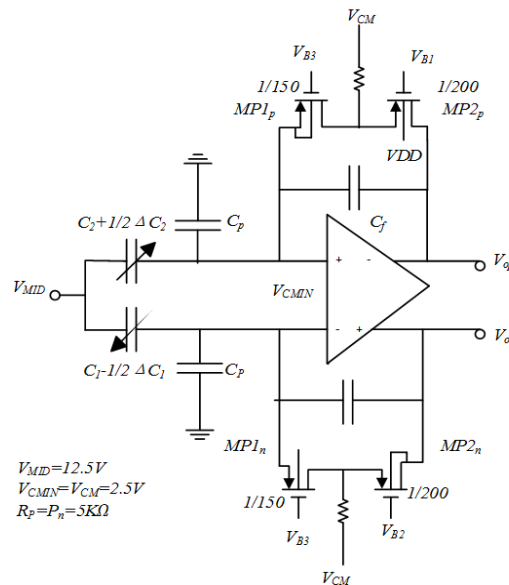 V_CM
V_B3
V_B1
1/150
1/200
MP1_p
MP2_p
VDD
C_2+1/2 ΔC_2
C_p
C_f
V_MID
+ -
V_CMIN
V_op
- +
V_o
C_1-1/2 ΔC_1
C_P
MP1_n
MP2_n
V_MID=12.5V
V_CMIN=V_CM=2.5V
R_P=P_n=5KΩ
1/150
1/200
V_B3
V_B2
V_CM